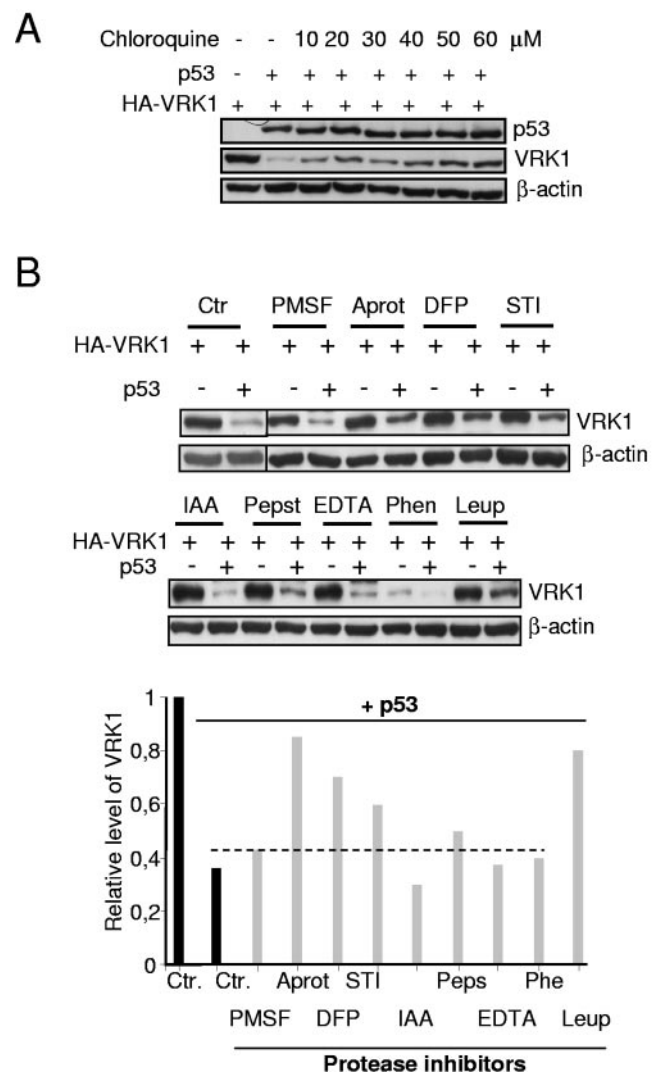 A
Chloroquine - - 10 20 30 40 50 60 μM
p53 - + + + + + + +
HA-VRK1 + + + + + + + +
p53
VRK1
β-actin
B
Ctr PMSF Aprot DFP STI
HA-VRK1 + + + + + + + + + +
p53 - + - + - + - + - +
VRK1
β-actin
IAA Pepst EDTA Phen Leup
HA-VRK1 + + + + + + + + + +
p53 - + - + - + - + - +
VRK1
β-actin
Relative level of VRK1
+ p53
1
0,8
0,6
0,4
0,2
0
Ctr. Ctr. Aprot STI Peps Phe
PMSF DFP IAA EDTA Leup
Protease inhibitors